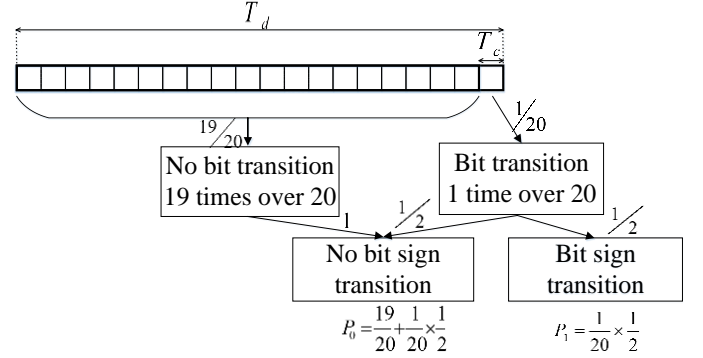 T_d
T_c
19/20
1/20
No bit transition
19 times over 20
Bit transition
1 time over 20
1
1/2
1/2
No bit sign
transition
Bit sign
transition
P_0 = 19/20 + 1/20 × 1/2
P_1 = 1/20 × 1/2